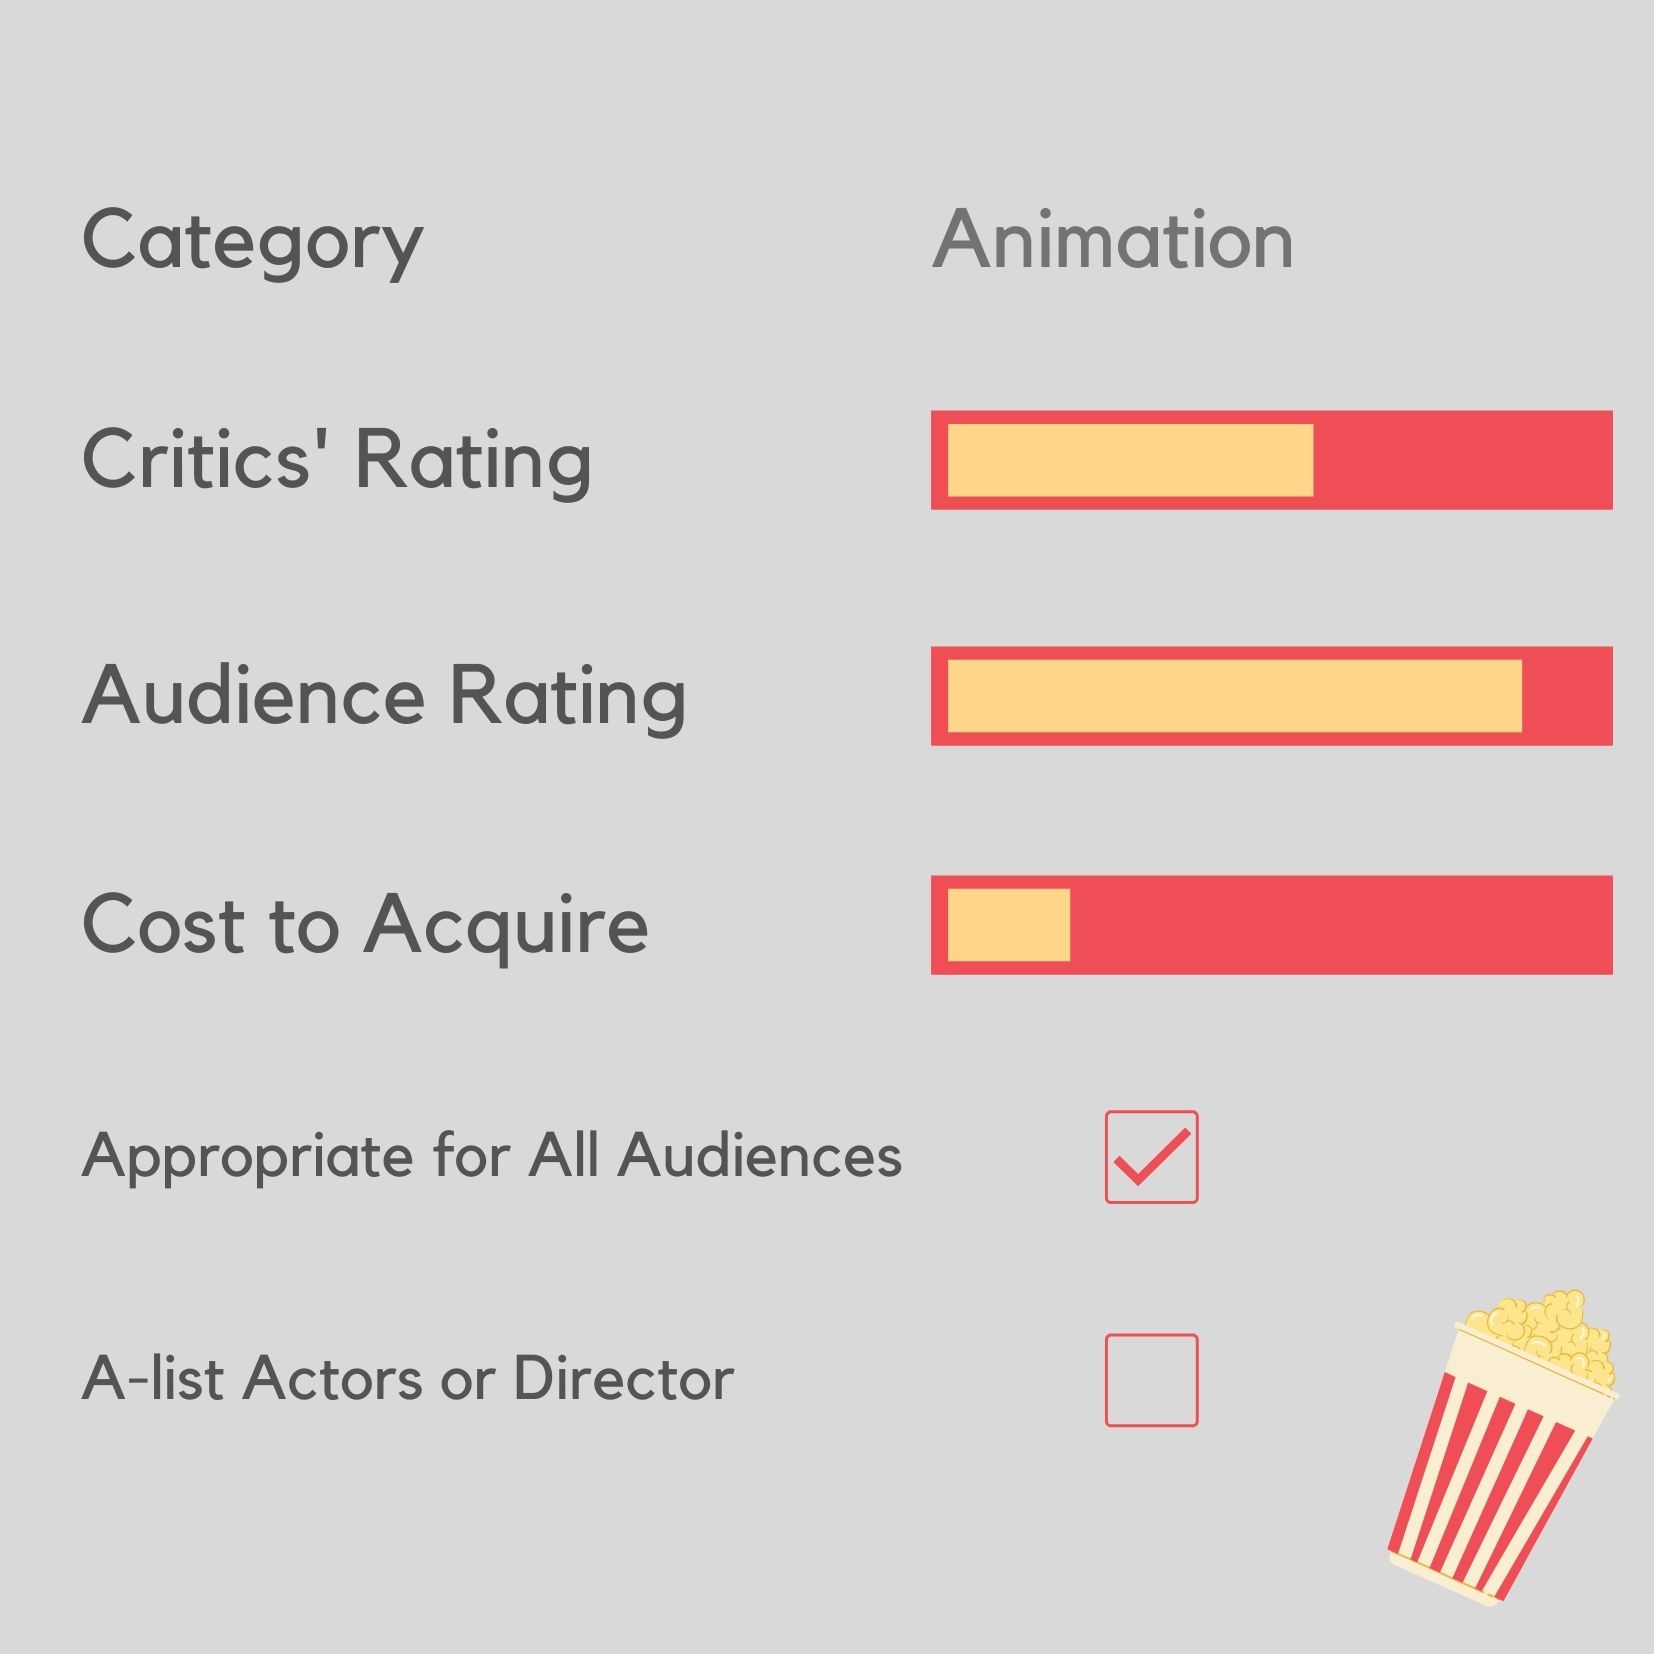 Category Animation
Critics' Rating
Audience Rating
Cost to Acquire
Appropriate for All Audiences
A-list Actors or Director